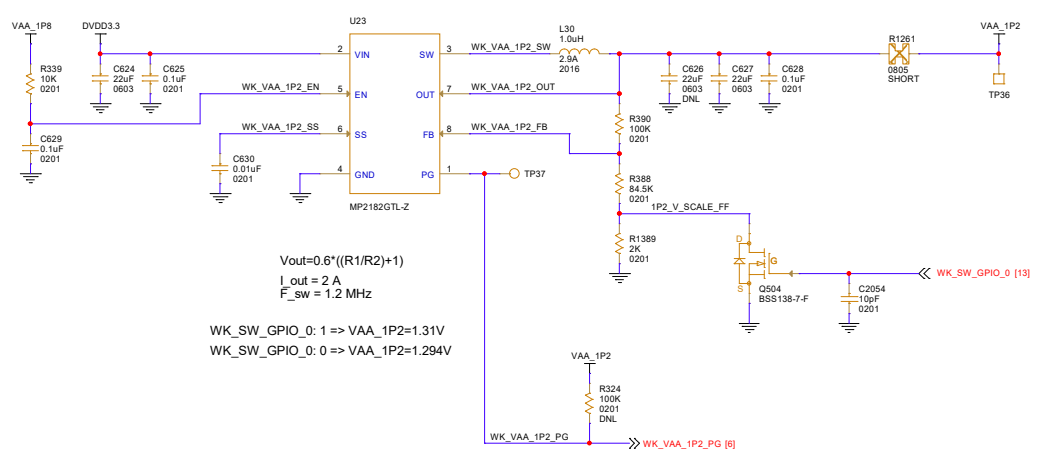 VAA_1P8
DVDD3.3
R339
10K
0201
C624
22uF
0603
C625
0.1uF
0201
C629
0.1uF
0201
WK_VAA_1P2_EN
WK_VAA_1P2_SS
C630
0.01uF
0201
U23
2 VIN SW 3
5 EN OUT 7
6 SS FB 8
4 GND PG 1
MP2182GTL-Z
WK_VAA_1P2_SW
WK_VAA_1P2_OUT
WK_VAA_1P2_FB
TP37
L30
1.0uH
2.9A
2016
C626
22uF
0603
DNL
C627
22uF
0603
C628
0.1uF
0201
R1261
0805
SHORT
VAA_1P2
TP36
R390
100K
0201
R388
84.5K
0201
1P2_V_SCALE_FF
R1389
2K
0201
D
G
S
Q504
BSS138-7-F
WK_SW_GPIO_0 [13]
C2054
10pF
0201
Vout=0.6*((R1/R2)+1)
I_out = 2 A
F_sw = 1.2 MHz
WK_SW_GPIO_0: 1 => VAA_1P2=1.31V
WK_SW_GPIO_0: 0 => VAA_1P2=1.294V
VAA_1P2
R324
100K
0201
DNL
WK_VAA_1P2_PG
WK_VAA_1P2_PG [6]